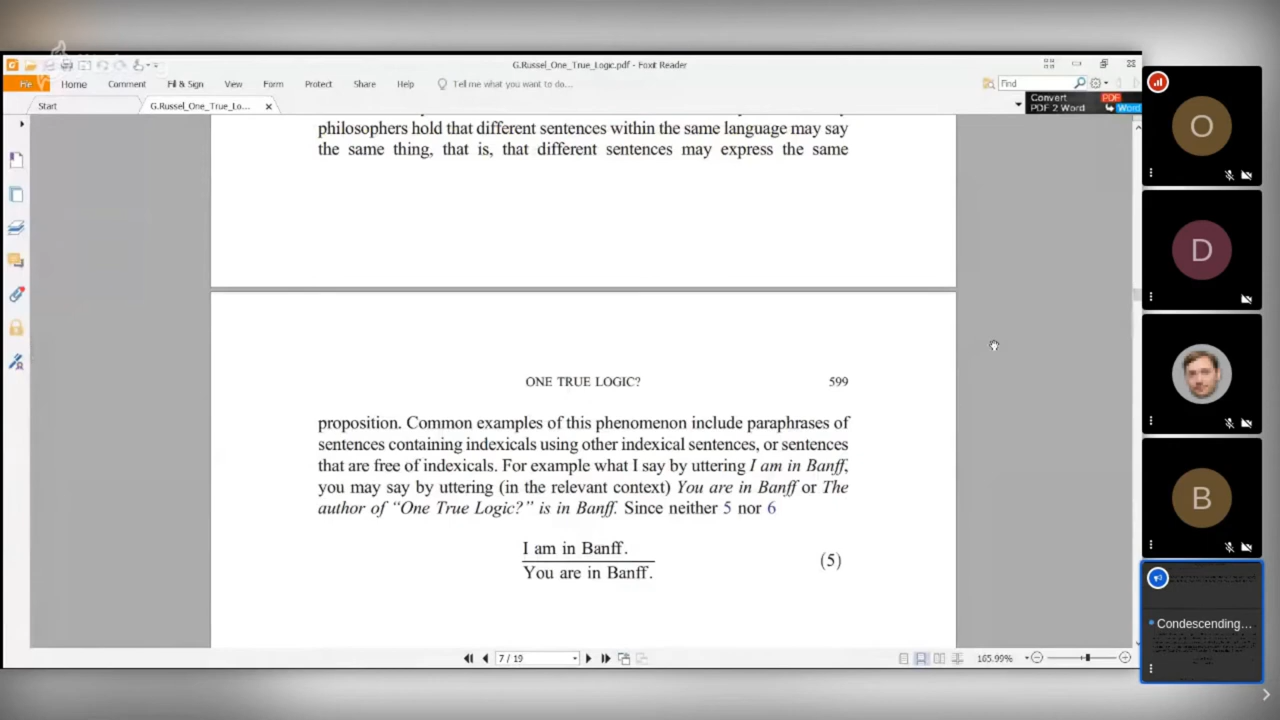 G.Russel_One_True_Logic.pdf - Foxit Reader
Home Comment Fill & Sign View Form Protect Share Help Tell me what you want to do...
Find
Start
G.Russel_One_True_Lo...
Convert
PDF 2 Word
PDF
Word
philosophers hold that different sentences within the same language may say
the same thing, that is, that different sentences may express the same
ONE TRUE LOGIC? 599
proposition. Common examples of this phenomenon include paraphrases of
sentences containing indexicals using other indexical sentences, or sentences
that are free of indexicals. For example what I say by uttering I am in Banff,
you may say by uttering (in the relevant context) You are in Banff or The
author of “One True Logic?” is in Banff. Since neither 5 nor 6
I am in Banff.
You are in Banff.
(5)
7 / 19
165.99%
O
D
B
Condescending...